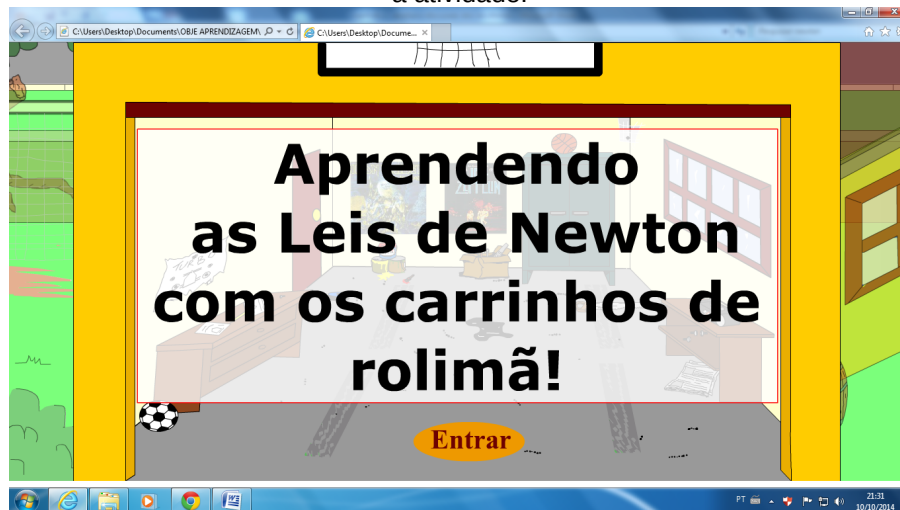 a atividade.
C:\Users\Desktop\Documents\OBJE APRENDIZAGEM\
C:\Users\Desktop\Docume...
Aprendendo
as Leis de Newton
com os carrinhos de
rolimã!
TURBO
Entrar
PT
21:31
10/10/2014